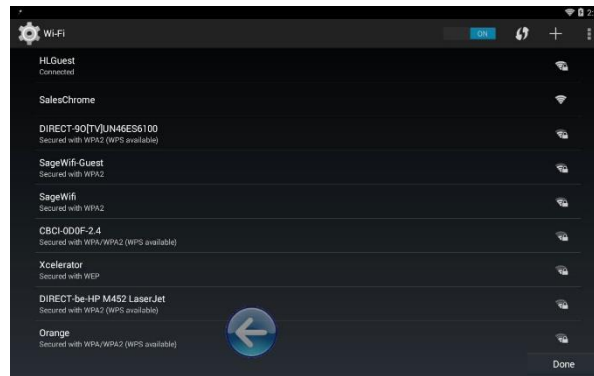 2:
Wi-Fi
ON
HLGuest
Connected
SalesChrome
DIRECT-90[TV]UN46ES6100
Secured with WPA2 (WPS available)
SageWifi-Guest
Secured with WPA2
SageWifi
Secured with WPA2
CBCI-0D0F-2.4
Secured with WPA/WPA2 (WPS available)
Xcelerator
Secured with WEP
DIRECT-be-HP M452 LaserJet
Secured with WPA2 (WPS available)
Orange
Secured with WPA/WPA2 (WPS available)
Done